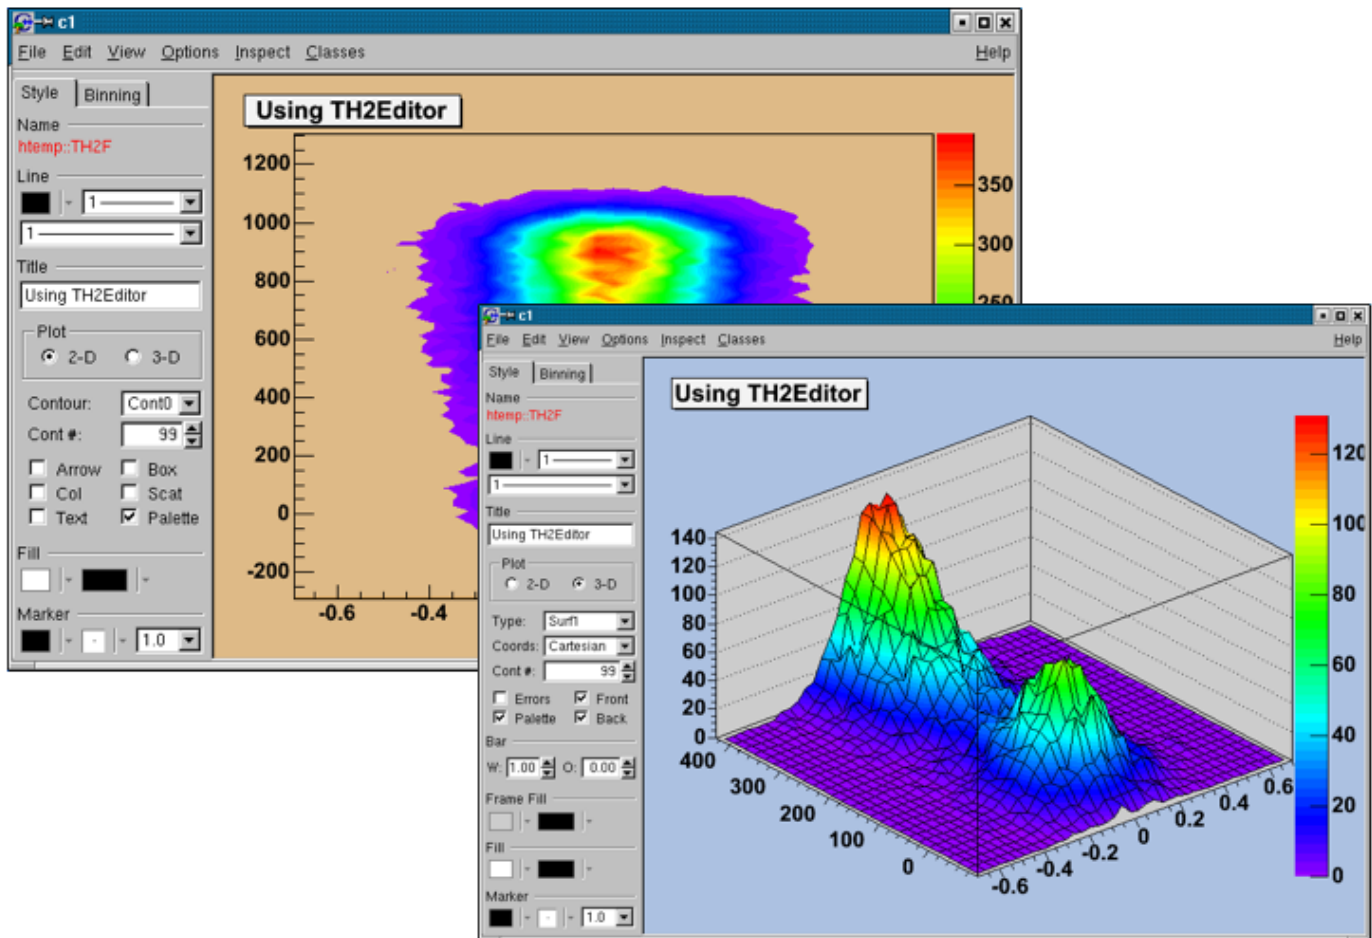 c1
File Edit View Options Inspect Classes Help
Style Binning
Name
htemp::TH2F
Line
1
1
Title
Using TH2Editor
Plot
2-D 3-D
Contour: Cont0
Cont #: 99
Arrow Box
Col Scat
Text Palette
Fill
Marker
1.0
Using TH2Editor
1200
1000
800
600
400
200
0
-200
-0.6 -0.4
350
300
250
c1
File Edit View Options Inspect Classes Help
Style Binning
Name
htemp::TH2F
Line
1
1
Title
Using TH2Editor
Plot
2-D 3-D
Type: Surf1
Coords: Cartesian
Cont #: 99
Errors Front
Palette Back
Bar
W: 1.00 O: 0.00
Frame Fill
Fill
Marker
1.0
Using TH2Editor
140
120
100
80
60
40
20
0
400
300
200
100
0
-0.6
-0.4
-0.2
0
0.2
0.4
0.6
120
100
80
60
40
20
0